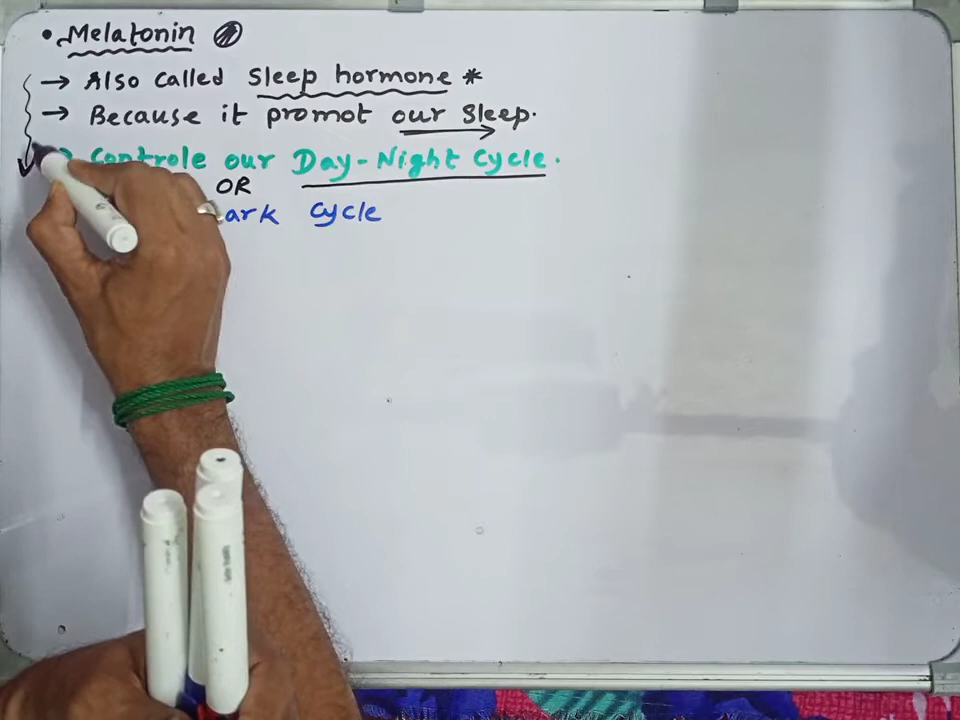 • Melatonin
→ Also called Sleep hormone *
→ Because it promot our Sleep.
Controle our Day-Night Cycle.
OR
ark Cycle